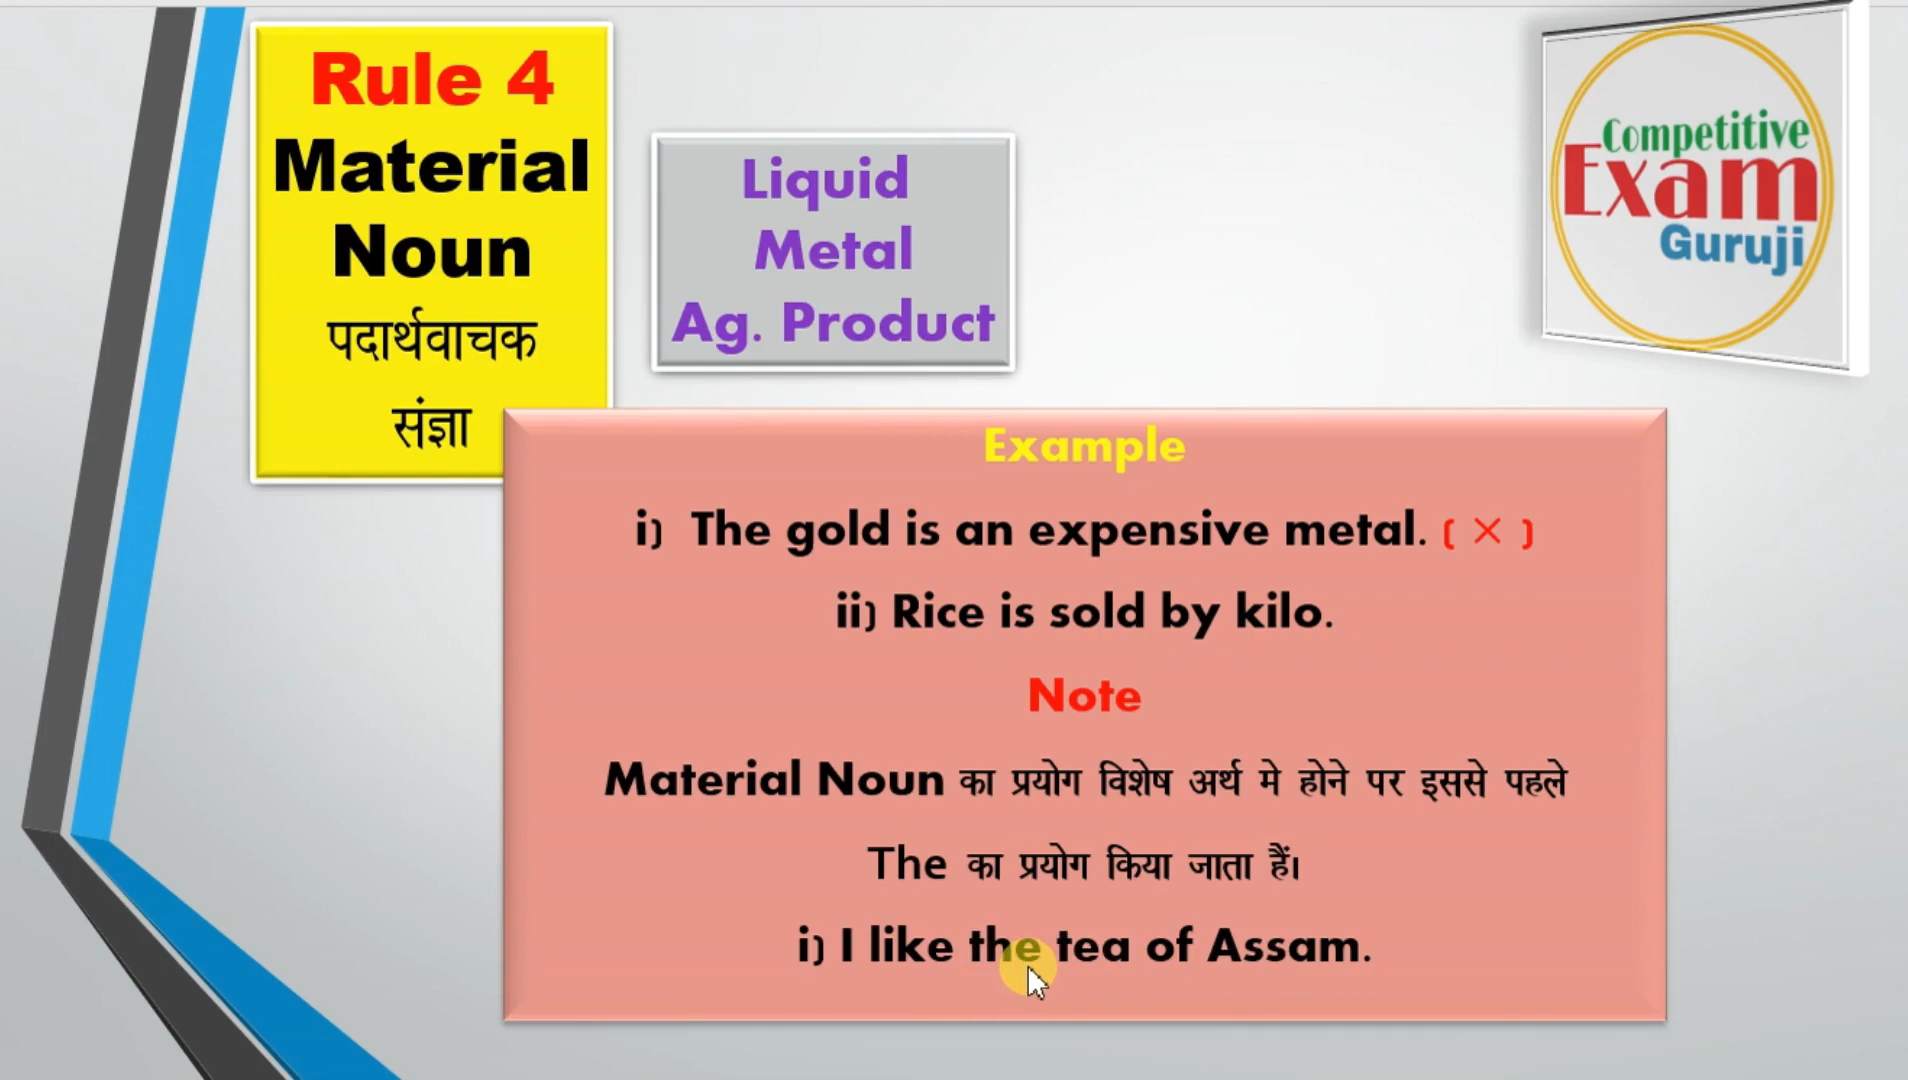 Rule 4
Material
Noun
पदार्थवाचक
संज्ञा
Liquid
Metal
Ag. Product
Competitive
Exam
Guruji
Example
i) The gold is an expensive metal. ( × )
ii) Rice is sold by kilo.
Note
Material Noun का प्रयोग विशेष अर्थ मे होने पर इससे पहले
The का प्रयोग किया जाता हैं।
i) I like the tea of Assam.